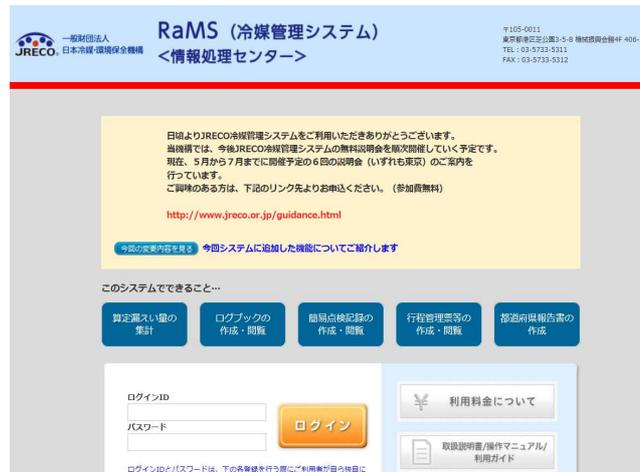 JRECO.
一般財団法人
日本冷媒・環境保全機構
RaMS（冷媒管理システム）
<情報処理センター>
〒105-0011
東京都港区芝公園3-5-8 機械振興会館4F 406-
TEL : 03-5733-5311
FAX : 03-5733-5312
日頃よりJRECO冷媒管理システムをご利用いただきありがとうございます。
当機構では、今後JRECO冷媒管理システムの無料説明会を順次開催していく予定です。
現在、５月から７月までに開催予定の６回の説明会（いずれも東京）のご案内を
行っています。
ご興味のある方は、下記のリンク先よりお申込ください。（参加費無料）
http://www.jreco.or.jp/guidance.html
今回の変更内容を見る 今回システムに追加した機能についてご紹介します
このシステムでできること…
算定漏えい量の
集計
ログブックの
作成・閲覧
簡易点検記録の
作成・閲覧
行程管理票等の
作成・閲覧
都道府県報告書の
作成
ログインID
パスワード
ログイン
ログインIDとパスワードは、下の各登録を行う際にご利用者が自ら独自に
¥ 利用料金について
取扱説明書/操作マニュアル/
利用ガイド